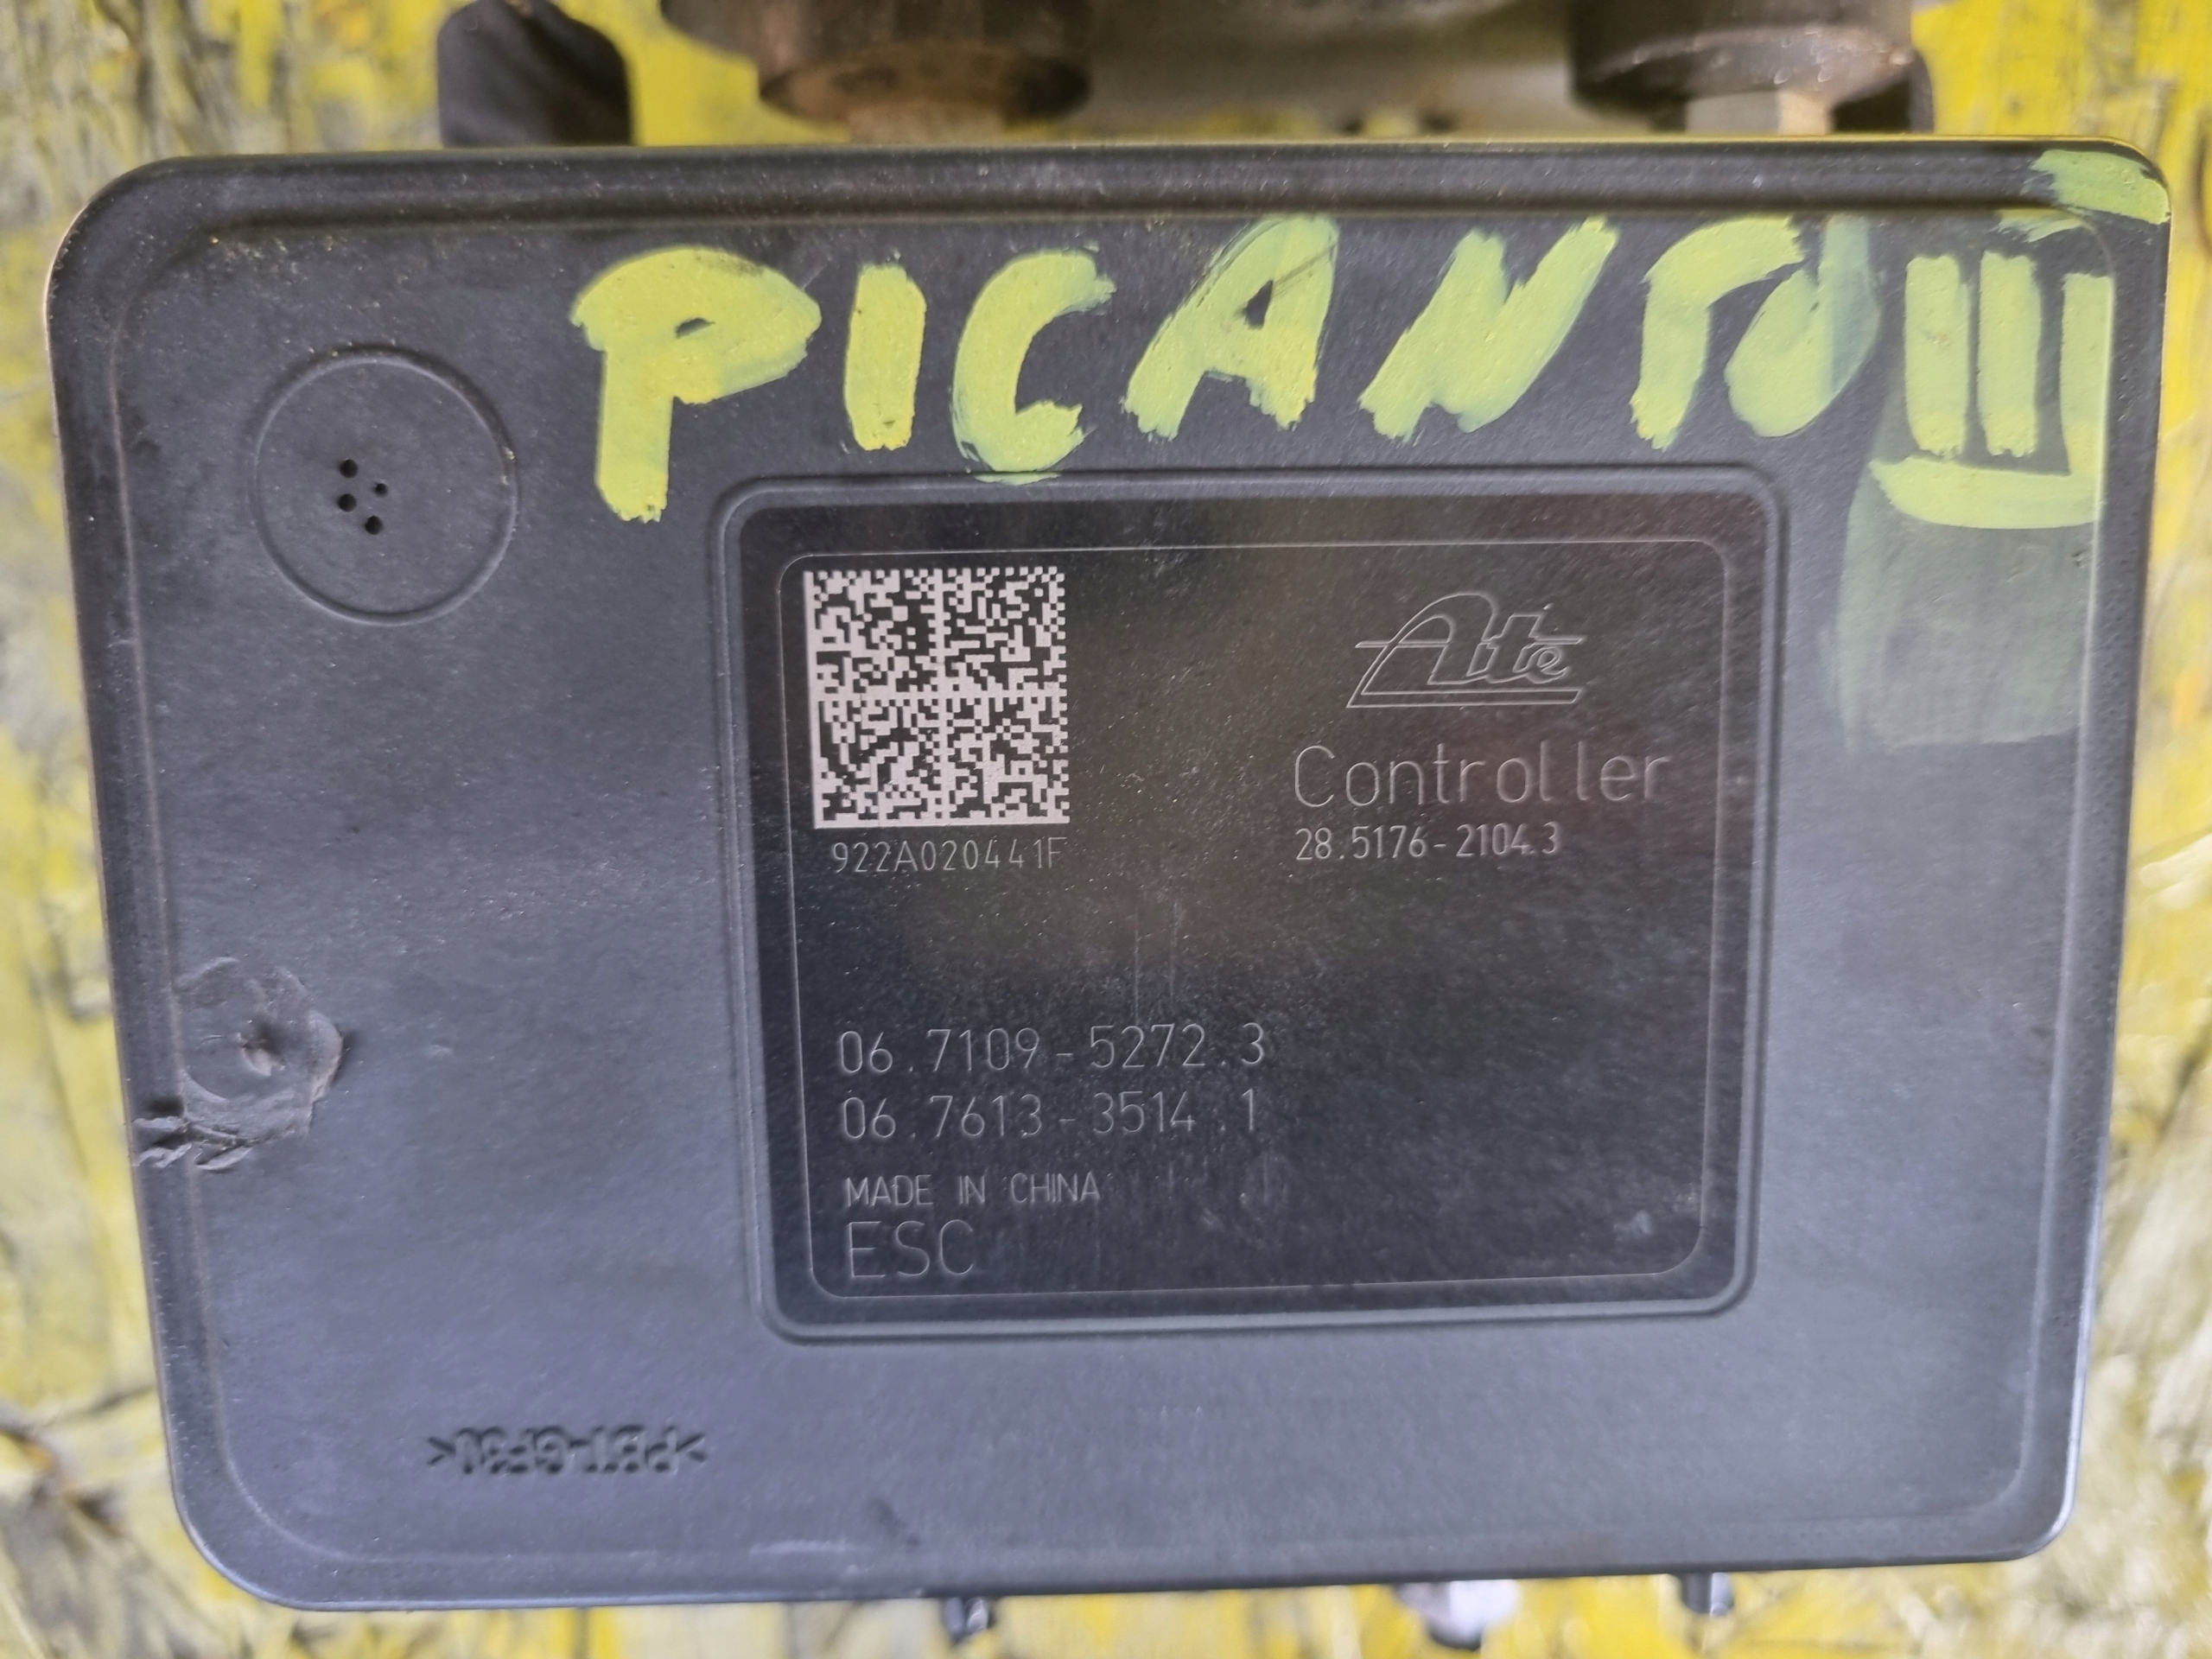 PICANTO III
Ate
Controller
28.5176-2104.3
922A020441F
06.7109-5272.3
06.7613-3514.1
MADE IN CHINA
ESC
>PBT-GF30<